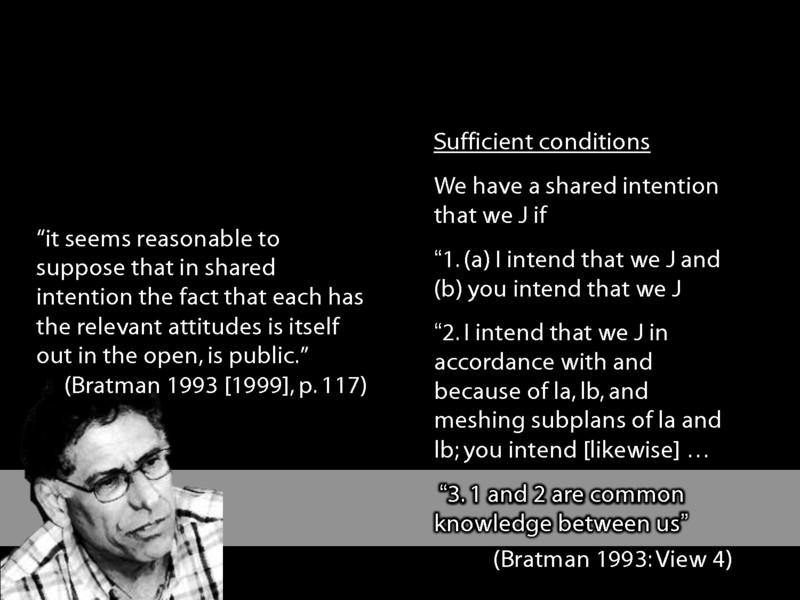 “it seems reasonable to
suppose that in shared
intention the fact that each has
the relevant attitudes is itself
out in the open, is public.”
(Bratman 1993 [1999], p. 117)
Sufficient conditions
We have a shared intention
that we J if
“1. (a) I intend that we J and
(b) you intend that we J
“2. I intend that we J in
accordance with and
because of la, lb, and
meshing subplans of la and
lb; you intend [likewise] …
“3. 1 and 2 are common
knowledge between us”
(Bratman 1993: View 4)